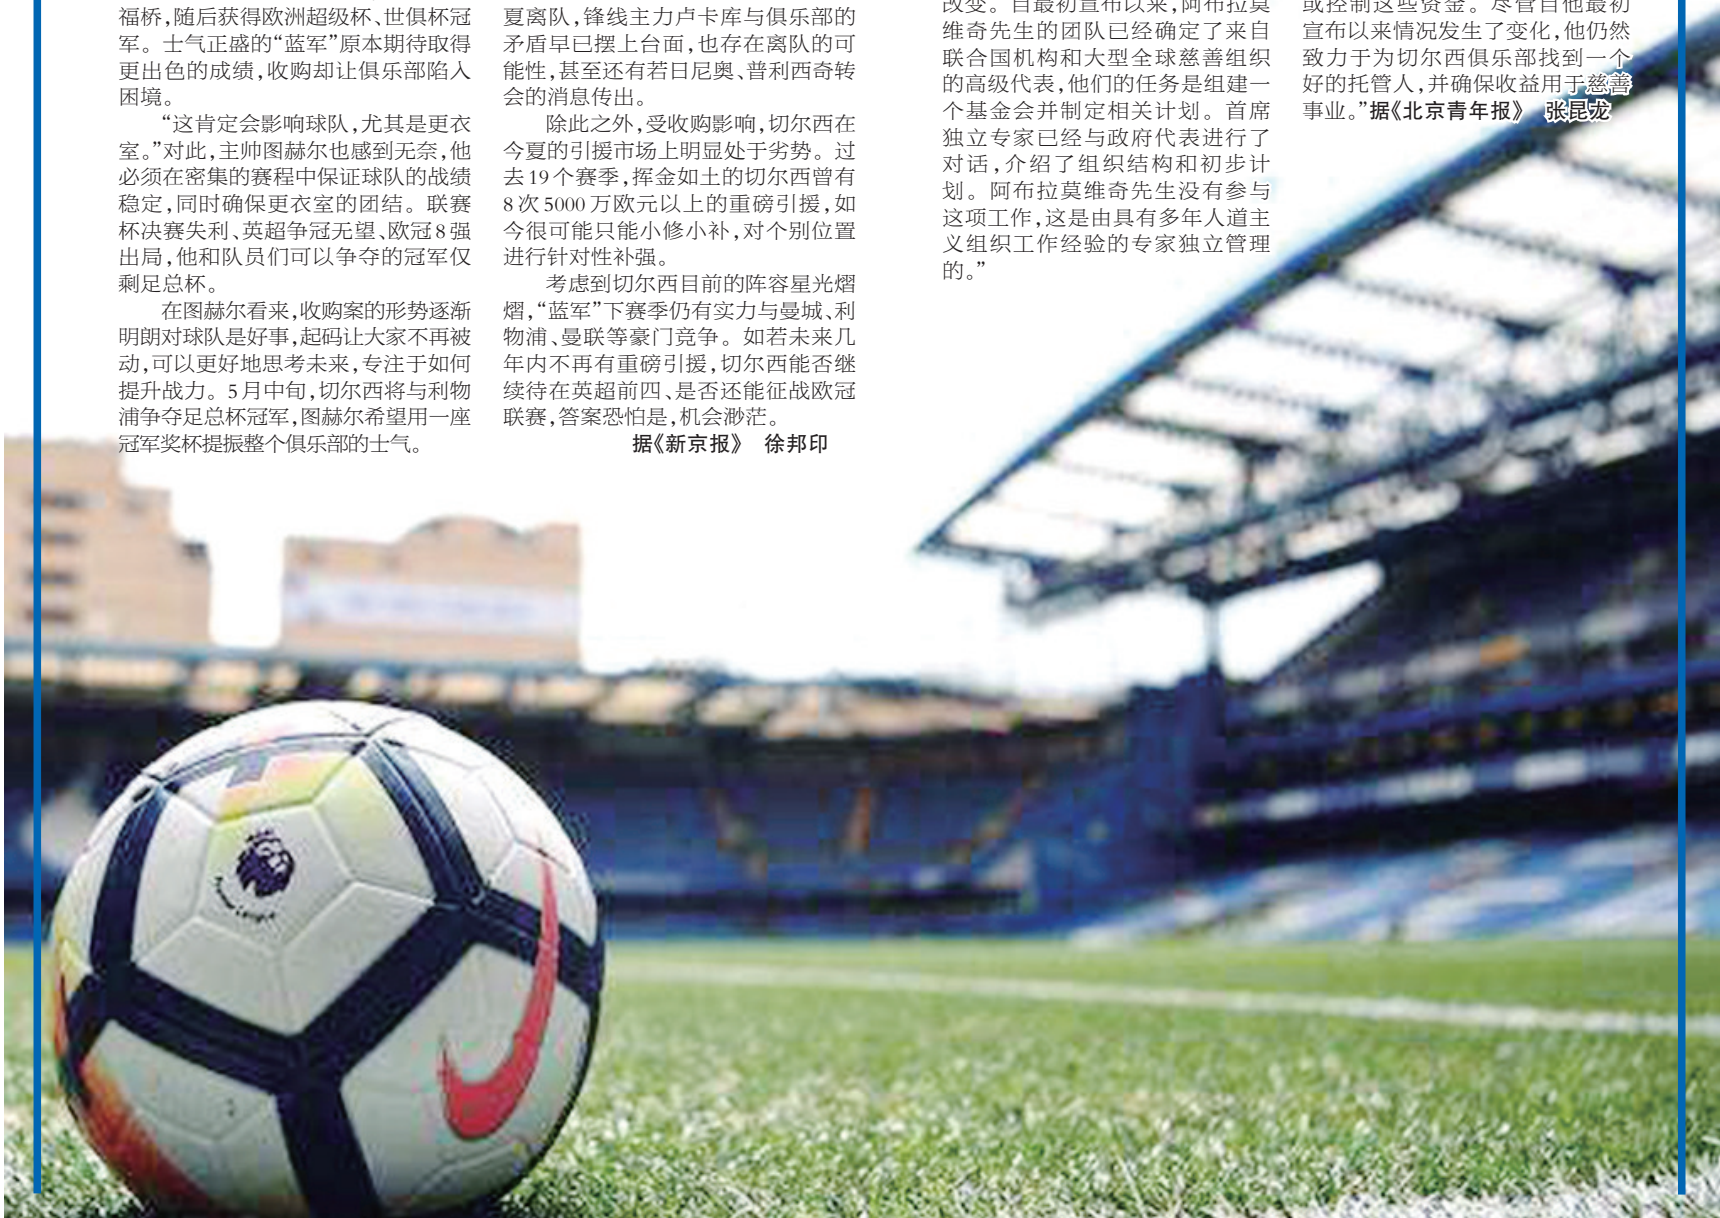 福桥,随后获得欧洲超级杯、世俱杯冠
军。士气正盛的“蓝军”原本期待取得
更出色的成绩,收购却让俱乐部陷入
困境。
“这肯定会影响球队,尤其是更衣
室。”对此,主帅图赫尔也感到无奈,他
必须在密集的赛程中保证球队的战绩
稳定,同时确保更衣室的团结。联赛
杯决赛失利、英超争冠无望、欧冠8强
出局,他和队员们可以争夺的冠军仅
剩足总杯。
在图赫尔看来,收购案的形势逐渐
明朗对球队是好事,起码让大家不再被
动,可以更好地思考未来,专注于如何
提升战力。5月中旬,切尔西将与利物
浦争夺足总杯冠军,图赫尔希望用一座
冠军奖杯提振整个俱乐部的士气。
夏离队,锋线主力卢卡库与俱乐部的
矛盾早已摆上台面,也存在离队的可
能性,甚至还有若日尼奥、普利西奇转
会的消息传出。
除此之外,受收购影响,切尔西在
今夏的引援市场上明显处于劣势。过
去19个赛季,挥金如土的切尔西曾有
8次5000万欧元以上的重磅引援,如
今很可能只能小修小补,对个别位置
进行针对性补强。
考虑到切尔西目前的阵容星光熠
熠,“蓝军”下赛季仍有实力与曼城、利
物浦、曼联等豪门竞争。如若未来几
年内不再有重磅引援,切尔西能否继
续待在英超前四、是否还能征战欧冠
联赛,答案恐怕是,机会渺茫。
据《新京报》 徐邦印
改变。自最初宣布以来,阿布拉莫
维奇先生的团队已经确定了来自
联合国机构和大型全球慈善组织
的高级代表,他们的任务是组建一
个基金会并制定相关计划。首席
独立专家已经与政府代表进行了
对话,介绍了组织结构和初步计
划。阿布拉莫维奇先生没有参与
这项工作,这是由具有多年人道主
义组织工作经验的专家独立管理
的。”
或控制这些资金。尽管自他最初
宣布以来情况发生了变化,他仍然
致力于为切尔西俱乐部找到一个
好的托管人,并确保收益用于慈善
事业。”据《北京青年报》 张昆龙